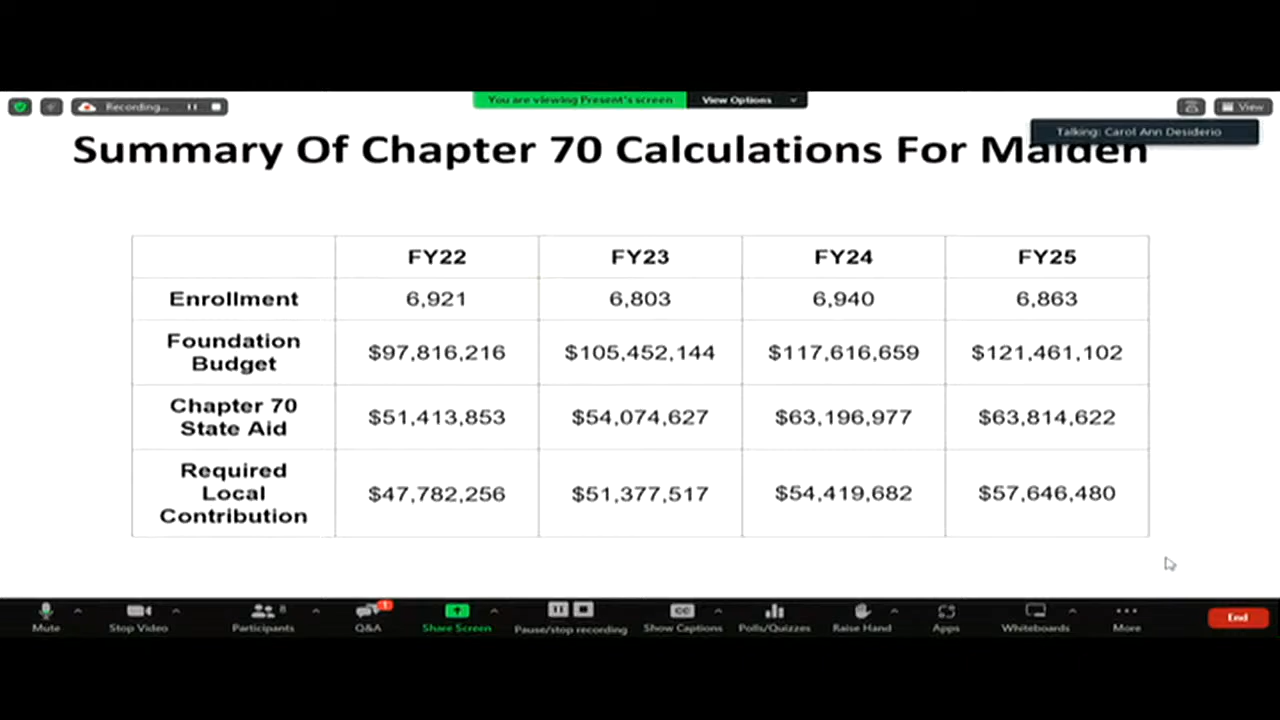 Recording...
You are viewing Present's screen
View Options
View
Talking: Carol Ann Desiderio
Summary Of Chapter 70 Calculations For Malden
FY22 FY23 FY24 FY25
Enrollment 6,921 6,803 6,940 6,863
Foundation
Budget $97,816,216 $105,452,144 $117,616,659 $121,461,102
Chapter 70
State Aid $51,413,853 $54,074,627 $63,196,977 $63,814,622
Required
Local
Contribution $47,782,256 $51,377,517 $54,419,682 $57,646,480
8
1
CC
Mute Stop Video Participants Q&A Share Screen Pause/stop recording Show Captions Polls/Quizzes Raise Hand Apps Whiteboards More End